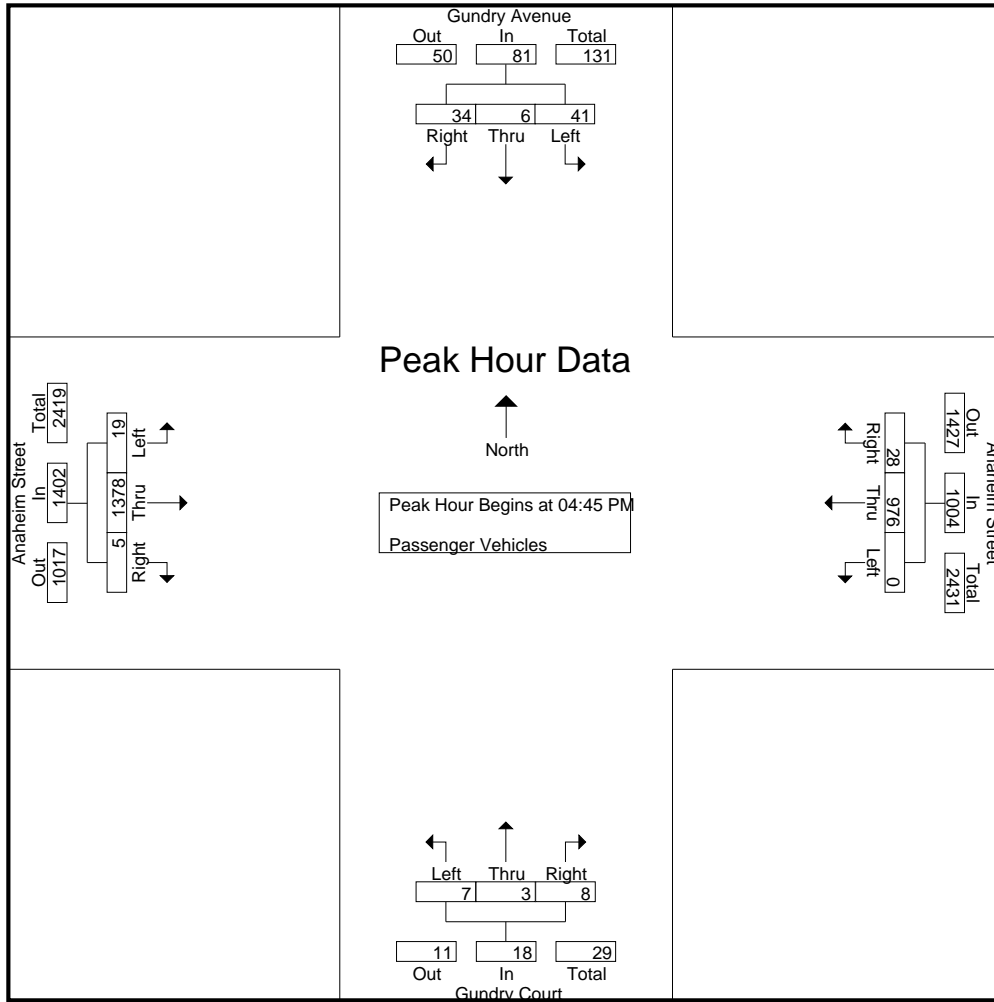 Gundry Avenue
Out In Total
50 81 131
34 6 41
Right Thru Left
Peak Hour Data
North
Peak Hour Begins at 04:45 PM
Passenger Vehicles
Anaheim Street
Total In Out
2419 1402 1017
19 1378 5
Left Thru Right
Right Thru Left
28 976 0
Out In Total
1427 1004 2431
Anaheim Street
Left Thru Right
7 3 8
11 18 29
Out In Total
Gundry Court